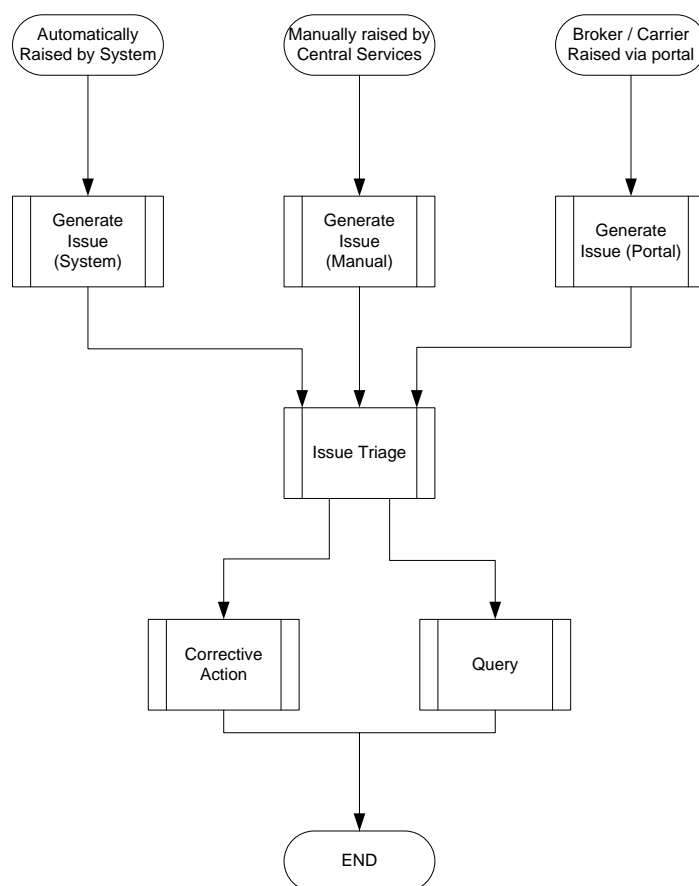 Automatically
Raised by System
Manually raised by
Central Services
Broker / Carrier
Raised via portal
Generate
Issue
(System)
Generate
Issue
(Manual)
Generate
Issue (Portal)
Issue Triage
Corrective
Action
Query
END